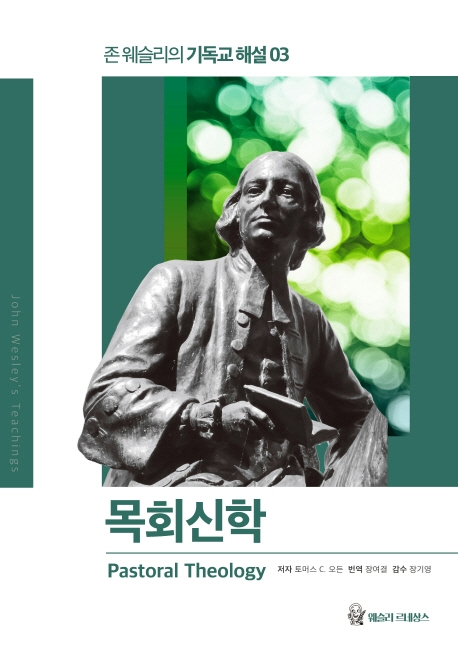 존 웨슬리의 기독교 해설 03
John Wesley's Teachings
목회신학
Pastoral Theology
저자 토머스 C. 오든 번역 장여결 감수 장기영
웨슬리 르네상스